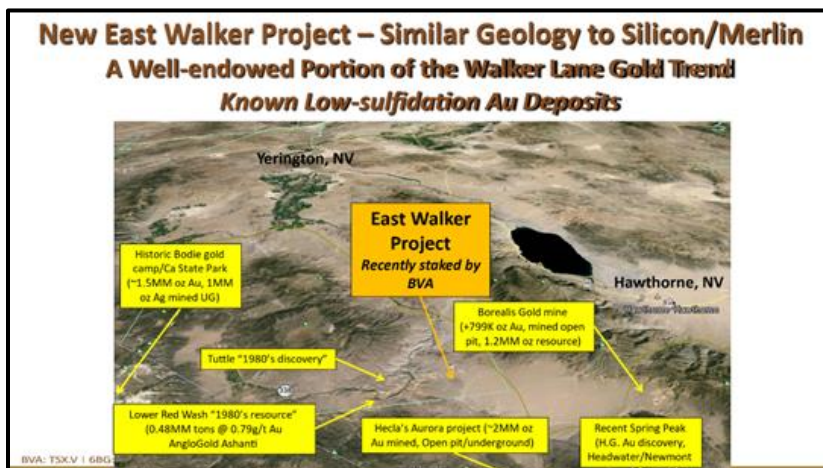 New East Walker Project – Similar Geology to Silicon/Merlin
A Well-endowed Portion of the Walker Lane Gold Trend
Known Low-sulfidation Au Deposits
Yerington, NV
East Walker
Project
Recently staked by
BVA
Historic Bodie gold
camp/Ca State Park
(~1.5MM oz Au, 1MM
oz Ag mined UG)
Hawthorne, NV
Hawthorne
Borealis Gold mine
(+799K oz Au, mined open
pit, 1.2MM oz resource)
Tuttle "1980's discovery"
Lower Red Wash "1980's resource"
(0.48MM tons @ 0.79g/t Au
AngloGold Ashanti
Hecla's Aurora project (~2MM oz
Au mined, Open pit/underground)
Recent Spring Peak
(H.G. Au discovery,
Headwater/Newmont
BVA: TSX.V | 6BG: